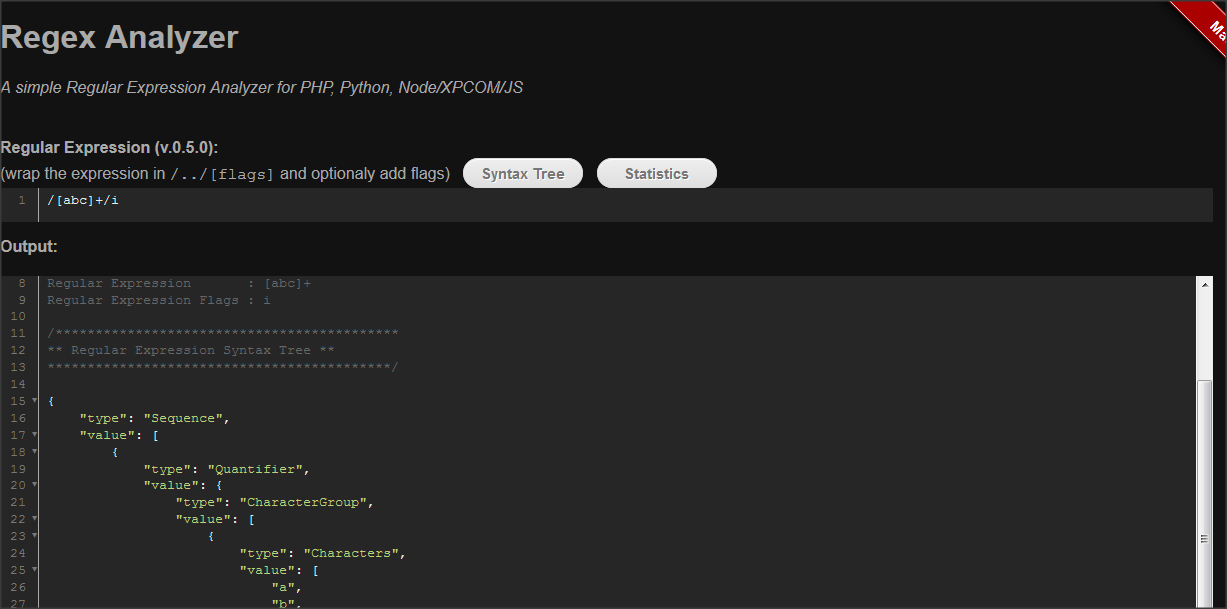 Regex Analyzer
A simple Regular Expression Analyzer for PHP, Python, Node/XPCOM/JS
Regular Expression (v.0.5.0):
(wrap the expression in /../[flags] and optionaly add flags) Syntax Tree Statistics
1 /[abc]+/i
Output:
8 Regular Expression : [abc]+
9 Regular Expression Flags : i
10
11 /*******************************************
12 ** Regular Expression Syntax Tree **
13 *******************************************/
14
15 {
16 "type": "Sequence",
17 "value": [
18 {
19 "type": "Quantifier",
20 "value": {
21 "type": "CharacterGroup",
22 "value": [
23 {
24 "type": "Characters",
25 "value": [
26 "a",
27 "b",